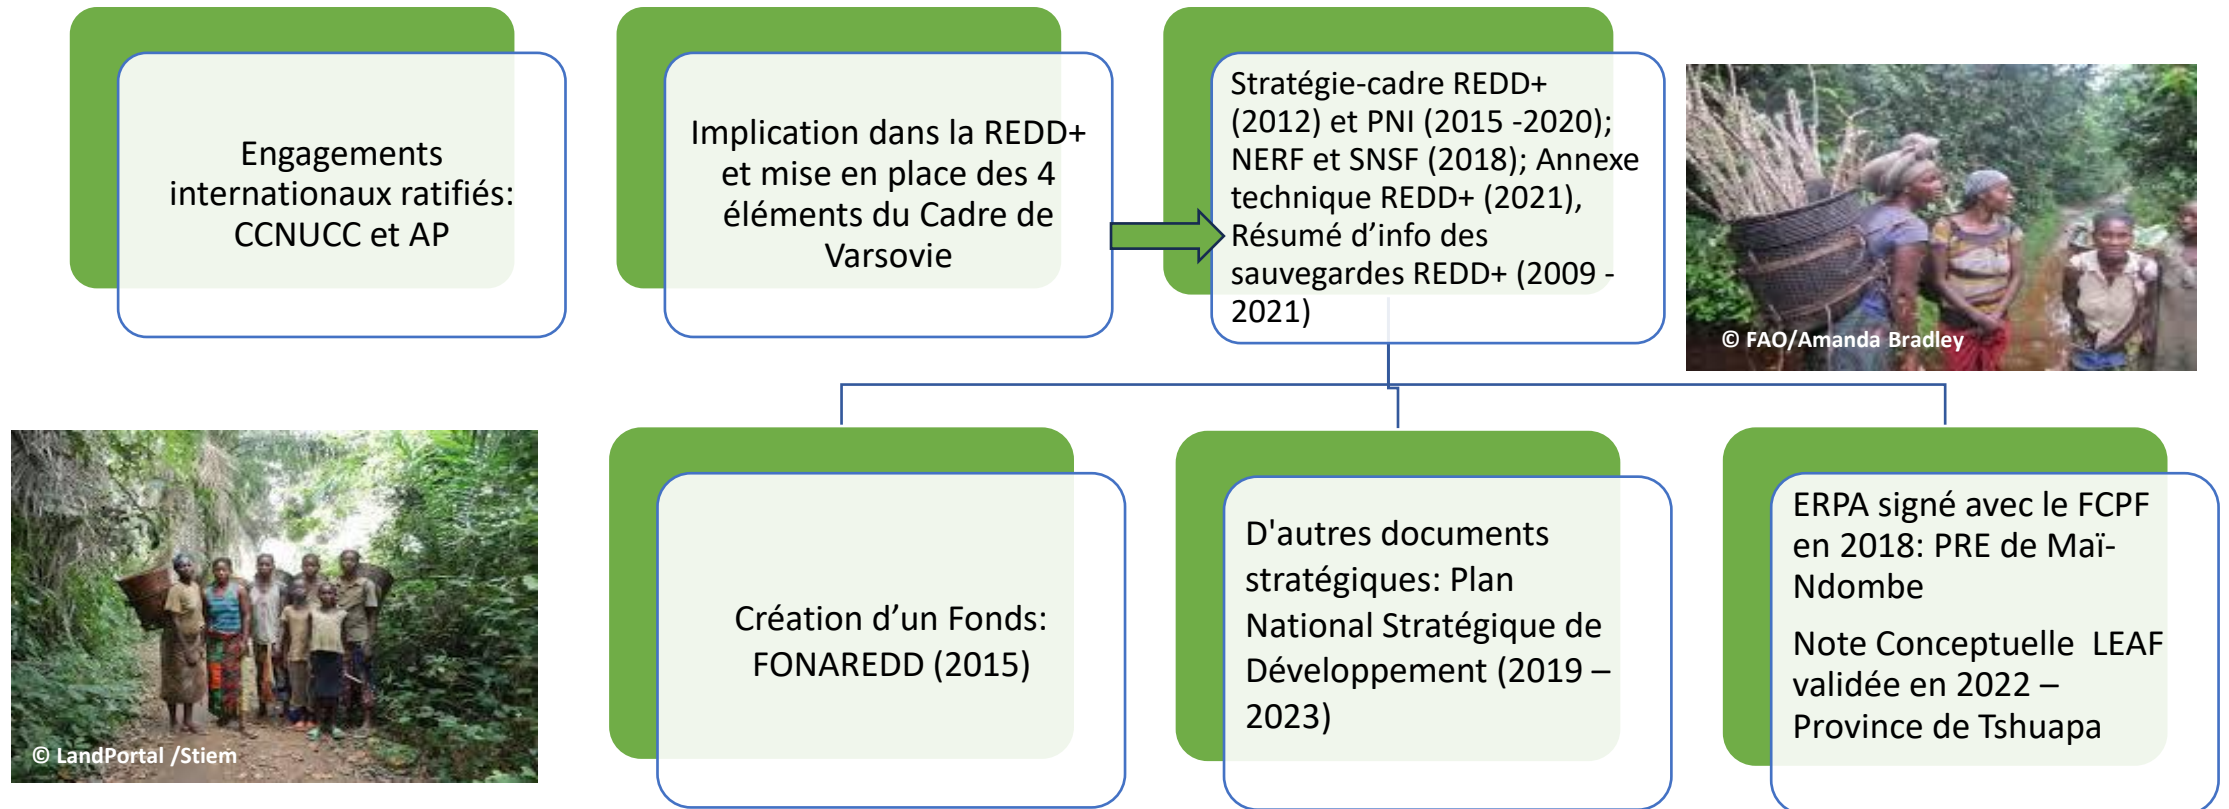 Engagements
internationaux ratifiés:
CCNUCC et AP
Implication dans la REDD+
et mise en place des 4
éléments du Cadre de
Varsovie
Stratégie-cadre REDD+
(2012) et PNI (2015 -2020);
NERF et SNSF (2018); Annexe
technique REDD+ (2021),
Résumé d’info des
sauvegardes REDD+ (2009 -
2021)
© FAO/Amanda Bradley
© LandPortal /Stiem
Création d’un Fonds:
FONAREDD (2015)
D'autres documents
stratégiques: Plan
National Stratégique de
Développement (2019 –
2023)
ERPA signé avec le FCPF
en 2018: PRE de Maï-
Ndombe
Note Conceptuelle LEAF
validée en 2022 –
Province de Tshuapa